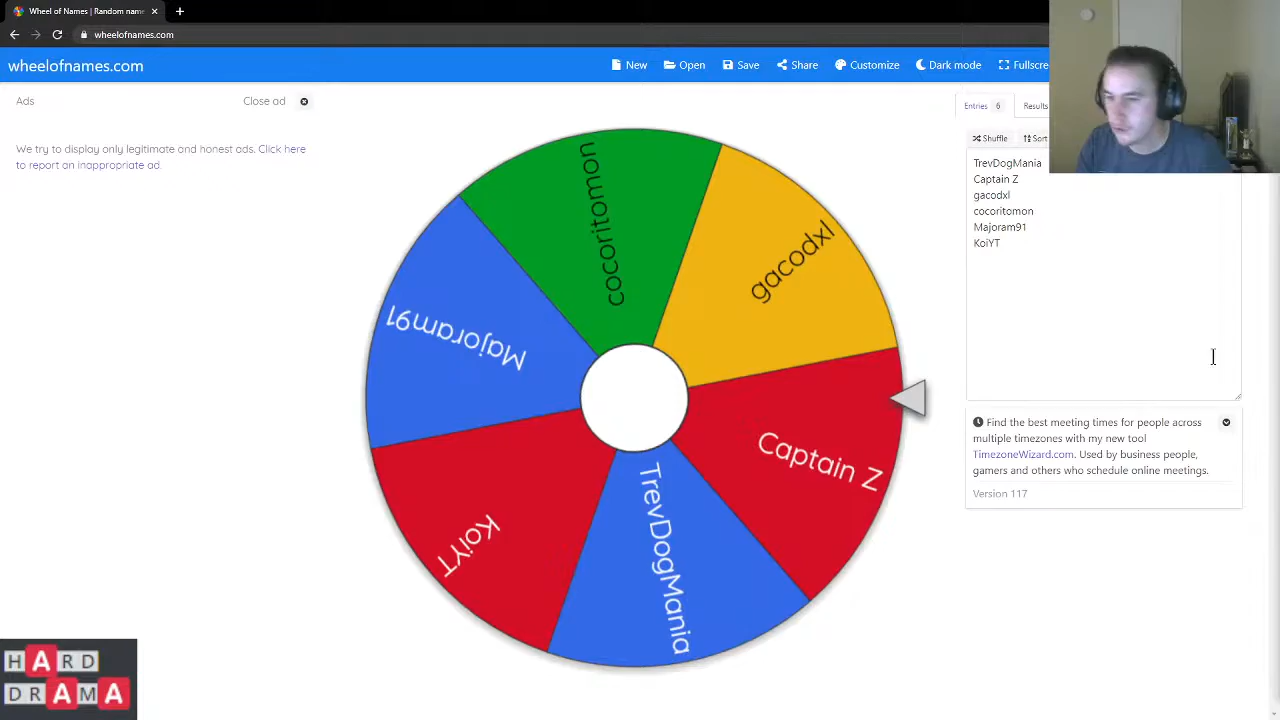 Wheel of Names | Random name
wheelofnames.com
wheelofnames.com
New
Open
Save
Share
Customize
Dark mode
Fullscre
Ads
Close ad
We try to display only legitimate and honest ads. Click here
to report an inappropriate ad.
Entries 6
Results
Shuffle
Sort
TrevDogMania
Captain Z
gacodxl
cocoritomon
Majoram91
KoiYT
cocoritomon
gacodxl
Majoram91
Captain Z
KoiYT
TrevDogMania
Find the best meeting times for people across
multiple timezones with my new tool
TimezoneWizard.com. Used by business people,
gamers and others who schedule online meetings.
Version 117
HARD
DRAMA